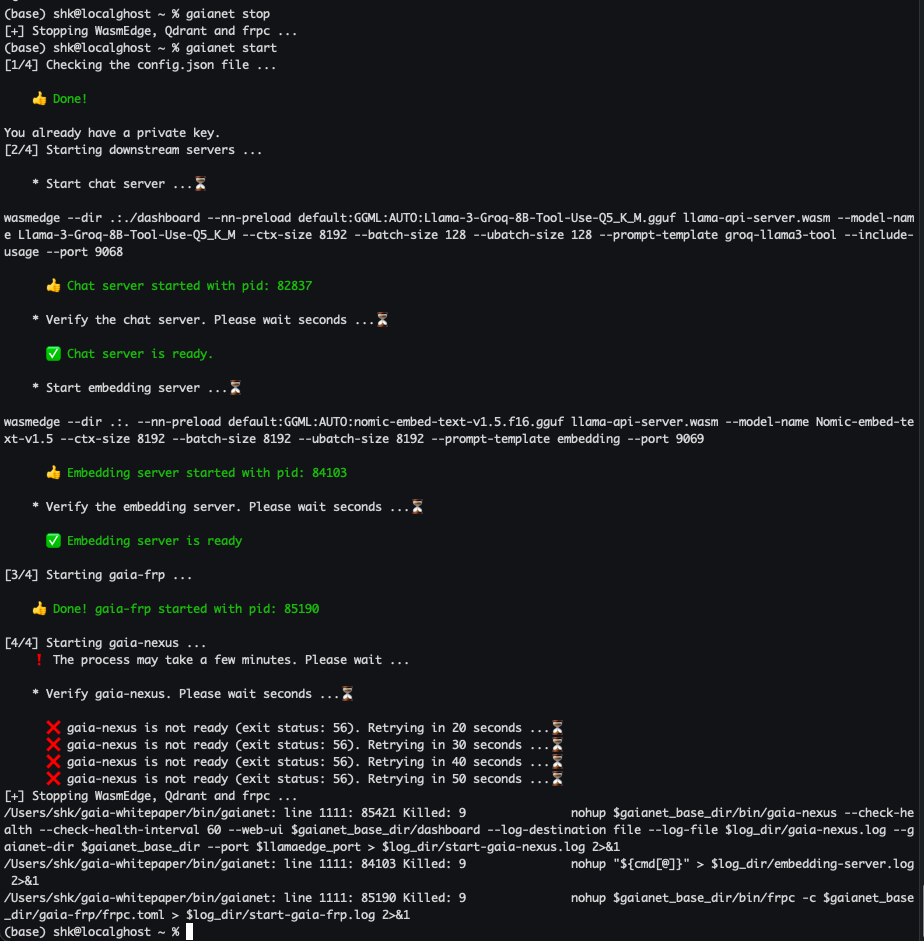 (base) shk@localghost ~ % gaianet stop
[+] Stopping WasmEdge, Qdrant and frpc ...
(base) shk@localghost ~ % gaianet start
[1/4] Checking the config.json file ...
👍 Done!
You already have a private key.
[2/4] Starting downstream servers ...
* Start chat server ...⏳
wasmedge --dir .:./dashboard --nn-preload default:GGML:AUTO:Llama-3-Groq-8B-Tool-Use-Q5_K_M.gguf llama-api-server.wasm --model-nam
e Llama-3-Groq-8B-Tool-Use-Q5_K_M --ctx-size 8192 --batch-size 128 --ubatch-size 128 --prompt-template groq-llama3-tool --include-
usage --port 9068
👍 Chat server started with pid: 82837
* Verify the chat server. Please wait seconds ...⏳
✅ Chat server is ready.
* Start embedding server ...⏳
wasmedge --dir .:. --nn-preload default:GGML:AUTO:nomic-embed-text-v1.5.f16.gguf llama-api-server.wasm --model-name Nomic-embed-te
xt-v1.5 --ctx-size 8192 --batch-size 8192 --ubatch-size 8192 --prompt-template embedding --port 9069
👍 Embedding server started with pid: 84103
* Verify the embedding server. Please wait seconds ...⏳
✅ Embedding server is ready
[3/4] Starting gaia-frp ...
👍 Done! gaia-frp started with pid: 85190
[4/4] Starting gaia-nexus ...
❗ The process may take a few minutes. Please wait ...
* Verify gaia-nexus. Please wait seconds ...⏳
❌ gaia-nexus is not ready (exit status: 56). Retrying in 20 seconds ...⏳
❌ gaia-nexus is not ready (exit status: 56). Retrying in 30 seconds ...⏳
❌ gaia-nexus is not ready (exit status: 56). Retrying in 40 seconds ...⏳
❌ gaia-nexus is not ready (exit status: 56). Retrying in 50 seconds ...⏳
[+] Stopping WasmEdge, Qdrant and frpc ...
/Users/shk/gaia-whitepaper/bin/gaianet: line 1111: 85421 Killed: 9 nohup $gaianet_base_dir/bin/gaia-nexus --check-he
alth --check-health-interval 60 --web-ui $gaianet_base_dir/dashboard --log-destination file --log-file $log_dir/gaia-nexus.log --g
aianet-dir $gaianet_base_dir --port $llamaedge_port > $log_dir/start-gaia-nexus.log 2>&1
/Users/shk/gaia-whitepaper/bin/gaianet: line 1111: 84103 Killed: 9 nohup "${cmd[@]}" > $log_dir/embedding-server.log
2>&1
/Users/shk/gaia-whitepaper/bin/gaianet: line 1111: 85190 Killed: 9 nohup $gaianet_base_dir/bin/frpc -c $gaianet_base
_dir/gaia-frp/frpc.toml > $log_dir/start-gaia-frp.log 2>&1
(base) shk@localghost ~ %